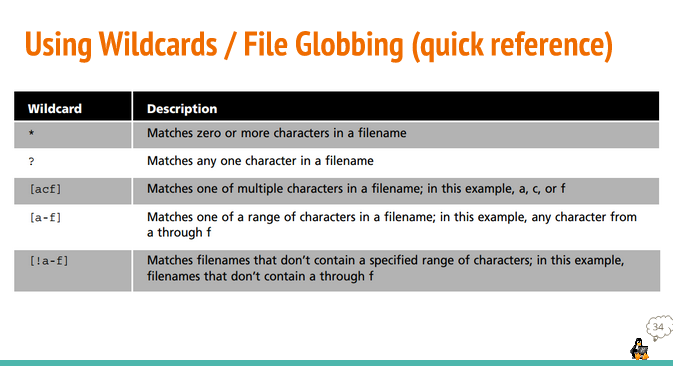 Using Wildcards / File Globbing (quick reference)
Wildcard Description
* Matches zero or more characters in a filename
? Matches any one character in a filename
[acf] Matches one of multiple characters in a filename; in this example, a, c, or f
[a-f] Matches one of a range of characters in a filename; in this example, any character from
a through f
[!a-f] Matches filenames that don’t contain a specified range of characters; in this example,
filenames that don’t contain a through f
34